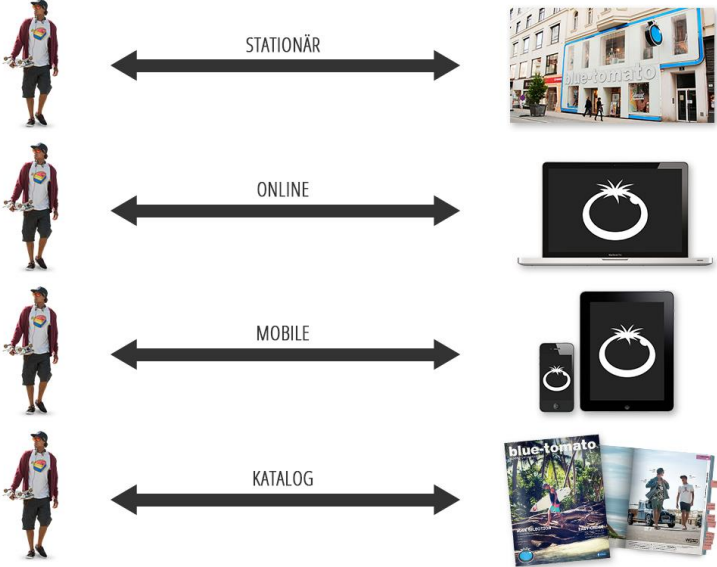 STATIONÄR
blue-tomato
ONLINE
MOBILE
KATALOG
blue-tomato